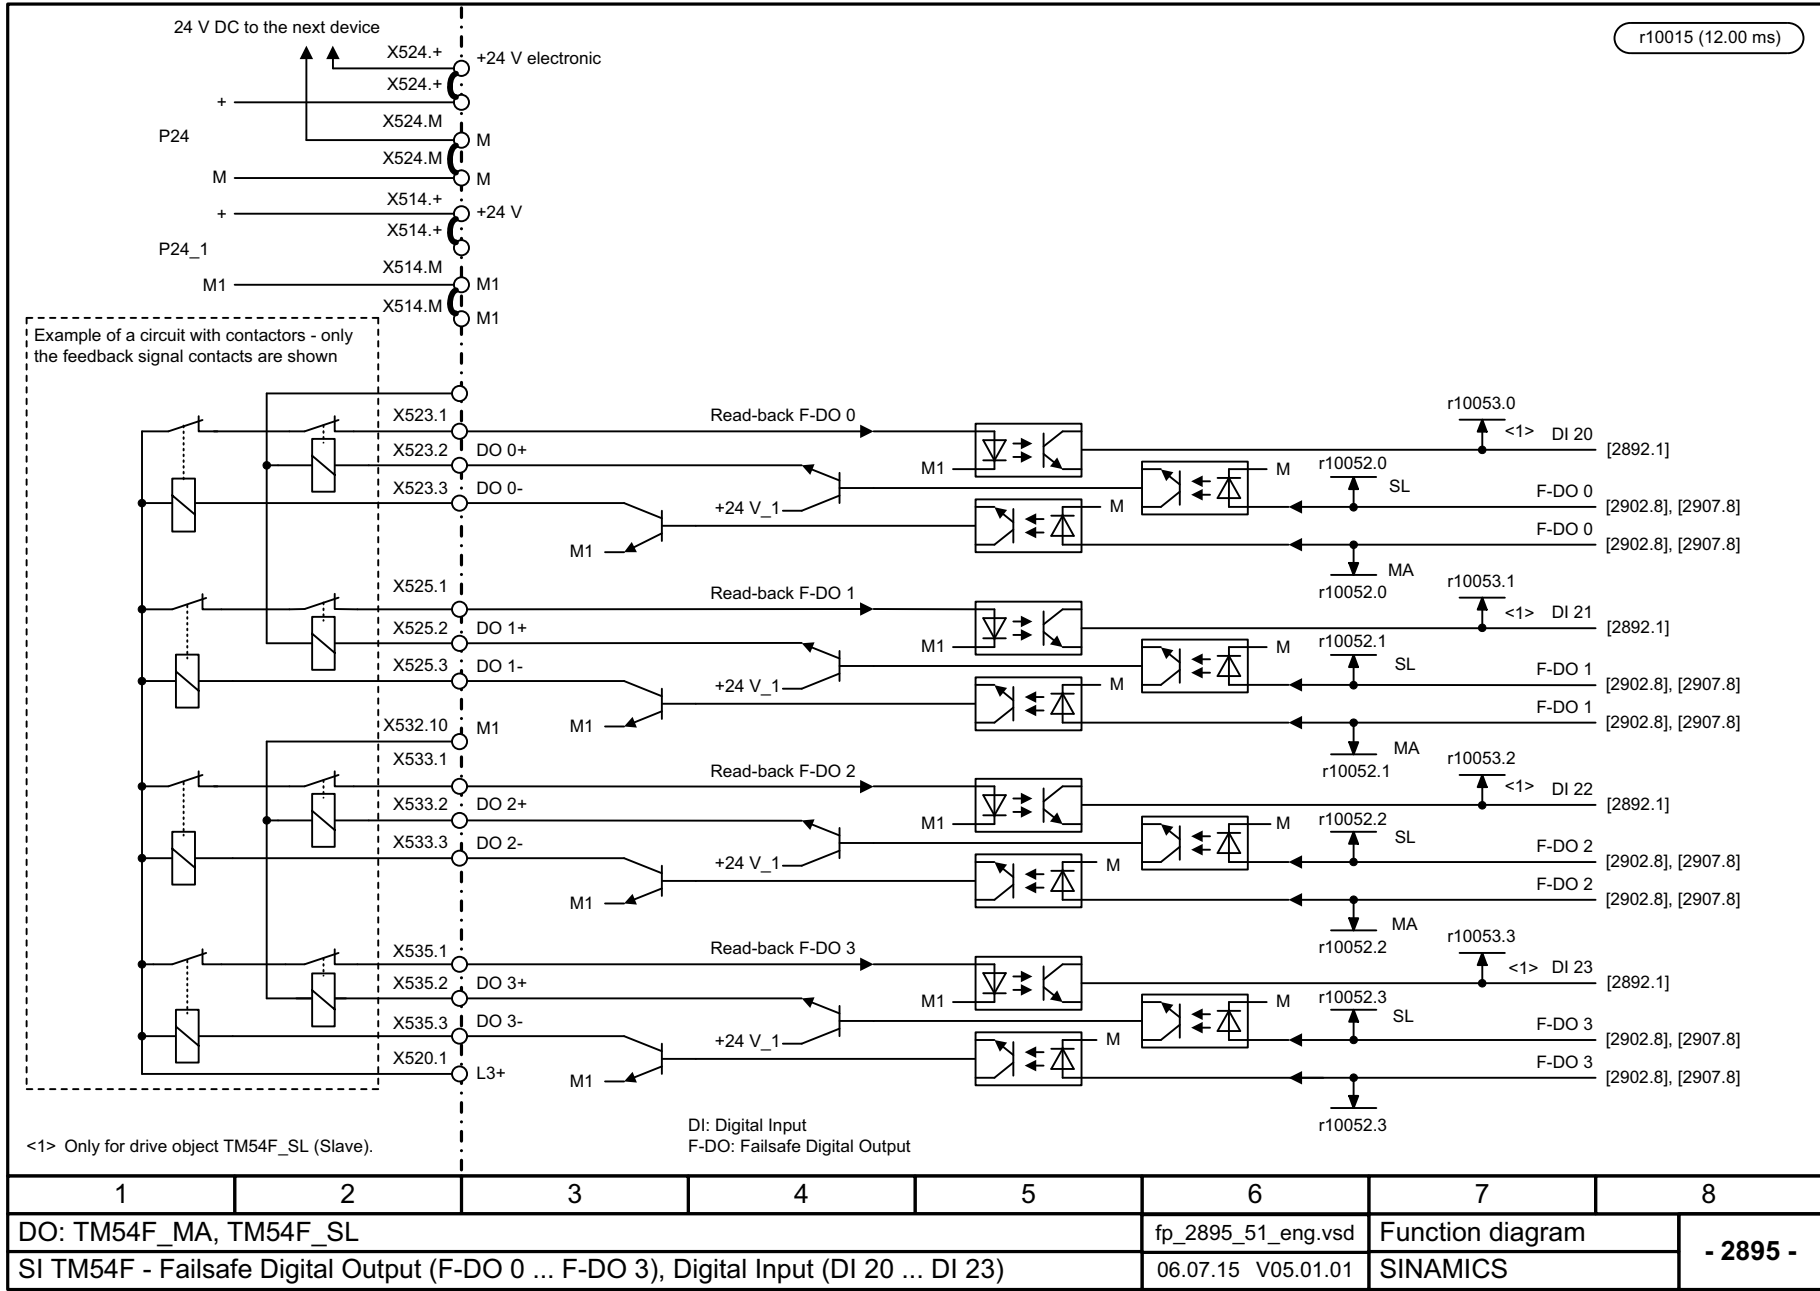 24 V DC to the next device
r10015 (12.00 ms)
X524.+
+24 V electronic
X524.+
+
X524.M
P24
M
X524.M
M
M
X514.+
+
+24 V
X514.+
P24_1
X514.M
M1
M1
X514.M
M1
Example of a circuit with contactors - only
the feedback signal contacts are shown
X523.1
Read-back F-DO 0
r10053.0
<1>
DI 20
[2892.1]
X523.2
DO 0+
M1
M
r10052.0
SL
X523.3
DO 0-
+24 V_1
M
F-DO 0
[2902.8], [2907.8]
F-DO 0
[2902.8], [2907.8]
M1
MA
r10052.0
X525.1
Read-back F-DO 1
r10053.1
<1>
DI 21
[2892.1]
X525.2
DO 1+
M1
M
r10052.1
SL
X525.3
DO 1-
+24 V_1
M
F-DO 1
[2902.8], [2907.8]
F-DO 1
[2902.8], [2907.8]
X532.10
M1
M1
MA
r10052.1
X533.1
Read-back F-DO 2
r10053.2
<1>
DI 22
[2892.1]
X533.2
DO 2+
M1
M
r10052.2
SL
X533.3
DO 2-
+24 V_1
M
F-DO 2
[2902.8], [2907.8]
F-DO 2
[2902.8], [2907.8]
M1
MA
r10052.2
X535.1
Read-back F-DO 3
r10053.3
<1>
DI 23
[2892.1]
X535.2
DO 3+
M1
M
r10052.3
SL
X535.3
DO 3-
+24 V_1
M
F-DO 3
[2902.8], [2907.8]
X520.1
L3+
M1
F-DO 3
[2902.8], [2907.8]
r10052.3
DI: Digital Input
<1> Only for drive object TM54F_SL (Slave).
F-DO: Failsafe Digital Output
1 2 3 4 5 6 7 8
DO: TM54F_MA, TM54F_SL
fp_2895_51_eng.vsd
Function diagram
- 2895 -
SI TM54F - Failsafe Digital Output (F-DO 0 ... F-DO 3), Digital Input (DI 20 ... DI 23)
06.07.15 V05.01.01
SINAMICS